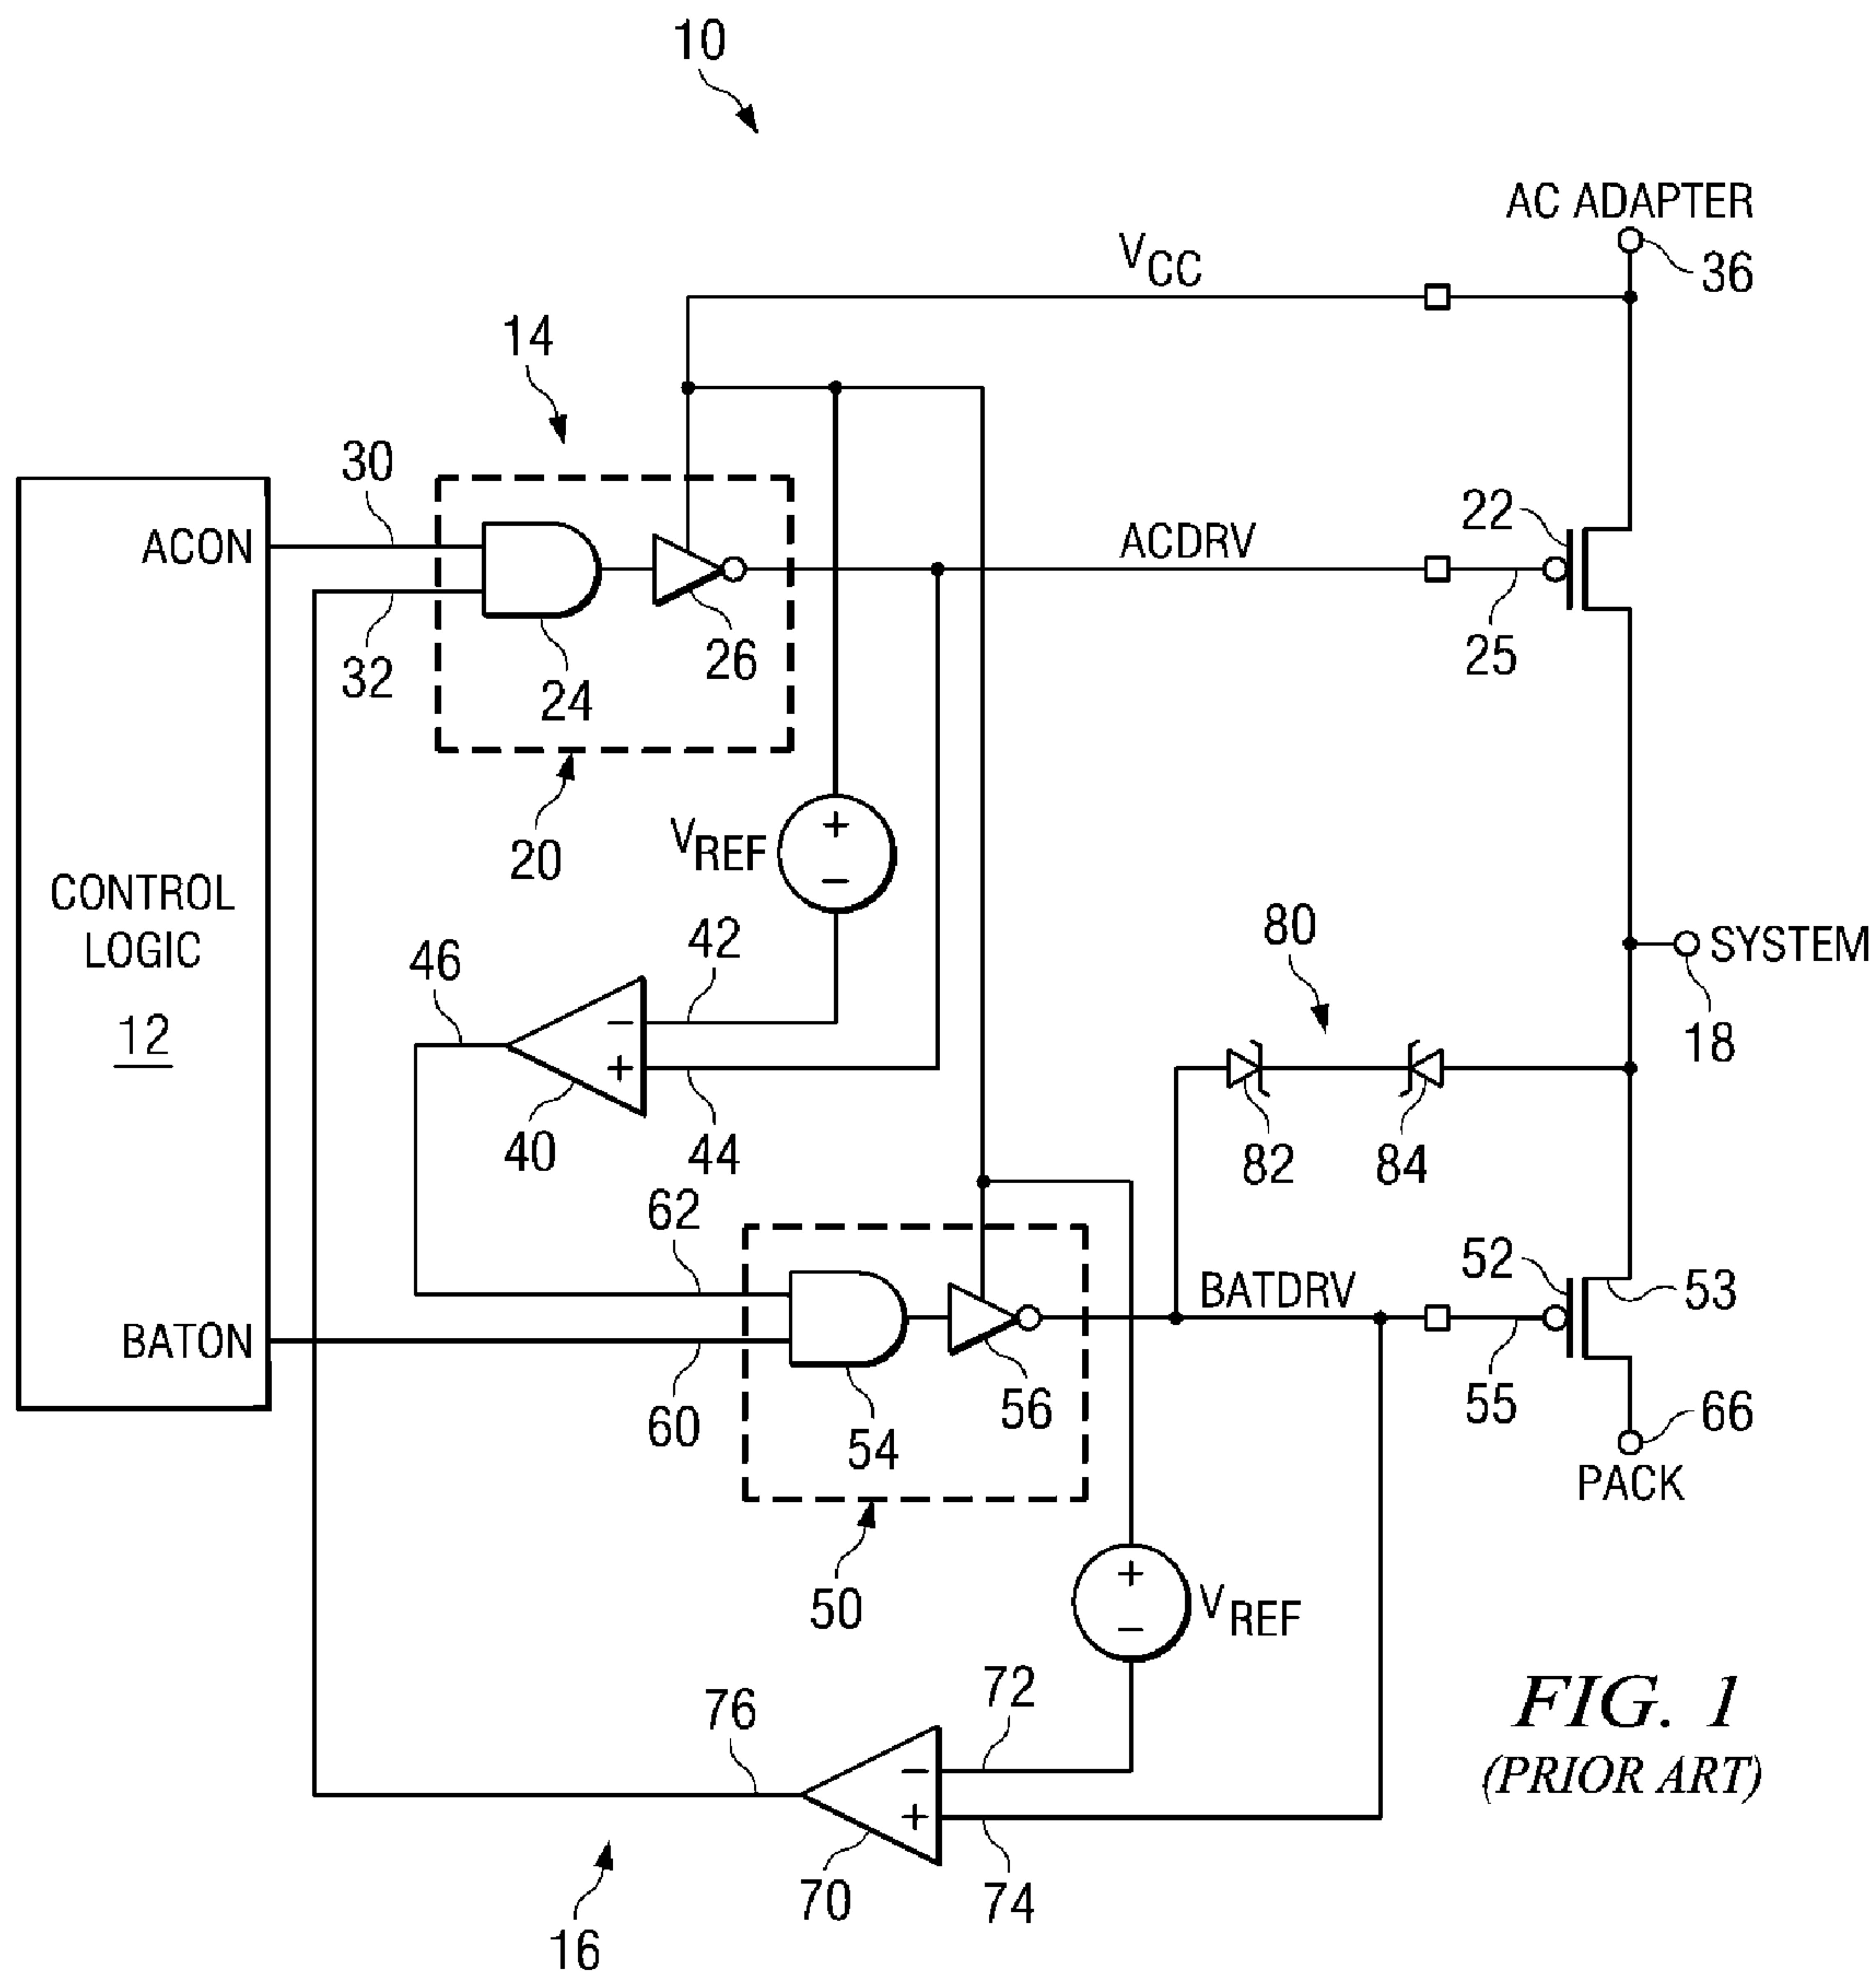 10
AC ADAPTER
36
VCC
14
30
ACON
22
ACDRV
25
26
32
24
20
VREF
CONTROL
LOGIC
12
80
SYSTEM
18
46
42
40
44
82
84
62
52
BATDRV
53
BATON
60
54
56
55
66
PACK
50
VREF
72
76
70
74
16
FIG. 1
(PRIOR ART)
+
−
−
+
+
−
−
+